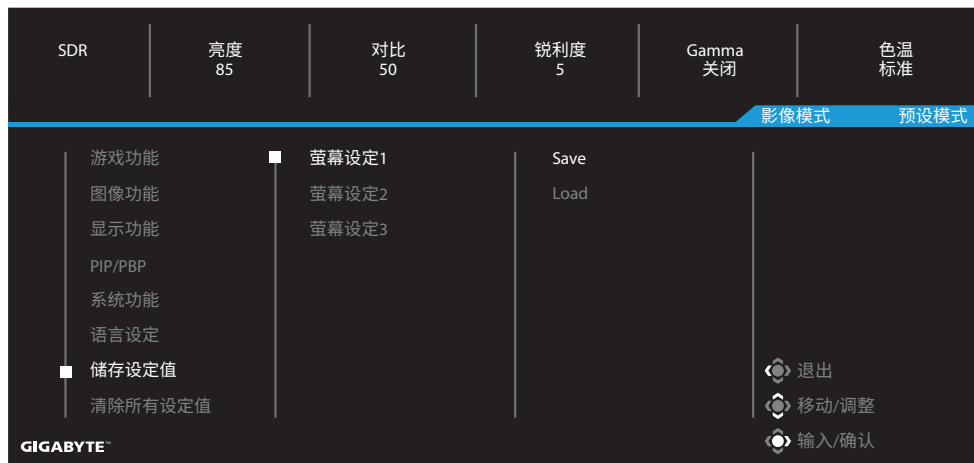 SDR
亮度
85
对比
50
锐利度
5
Gamma
关闭
色温
标准
影像模式 预设模式
游戏功能
图像功能
显示功能
PIP/PBP
系统功能
语言设定
储存设定值
清除所有设定值
萤幕设定1
萤幕设定2
萤幕设定3
Save
Load
退出
移动/调整
输入/确认
GIGABYTE™